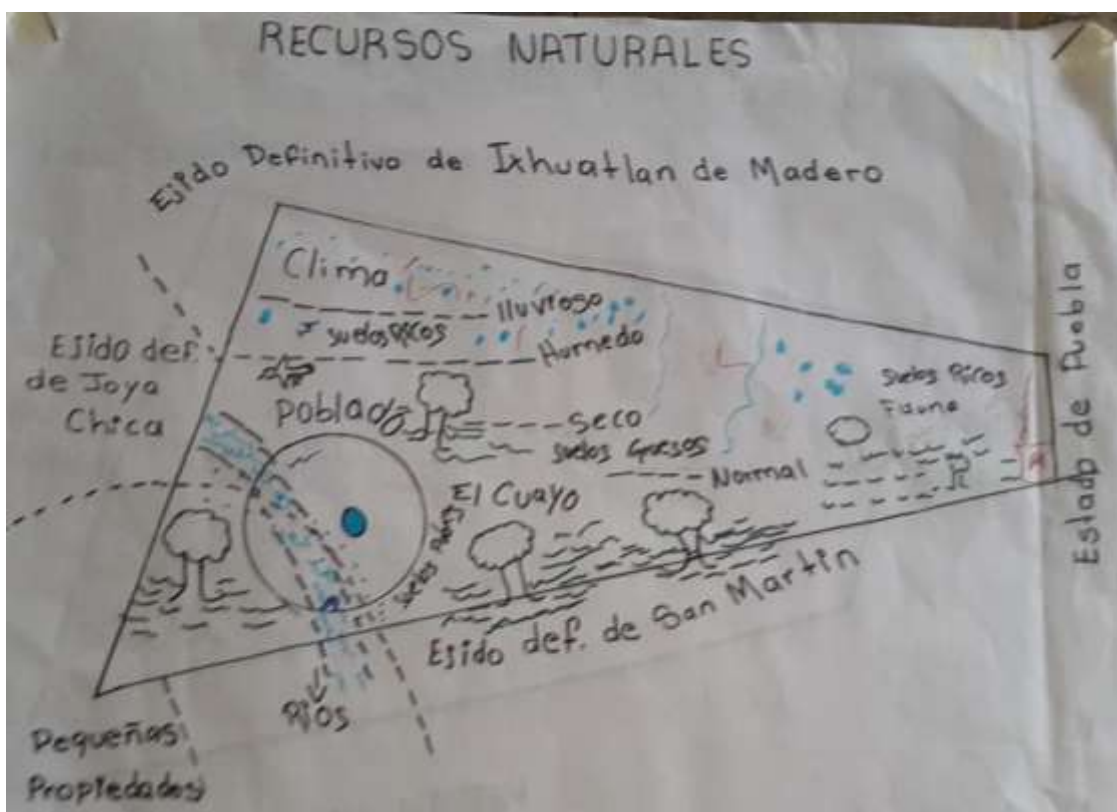 RECURSOS NATURALES
Ejido Definitivo de Ixhuatlan de Madero
Clima
lluvioso
suelos Ricos
Humedo
Ejido def.
de Joya
Chica
Poblado
Seco
suelos Gruesos
Normal
suelos Ricos
Fauna
El Cuayo
suelos
Estado de Puebla
Ejido def. de San Martin
Ríos
Pequeñas
Propiedades